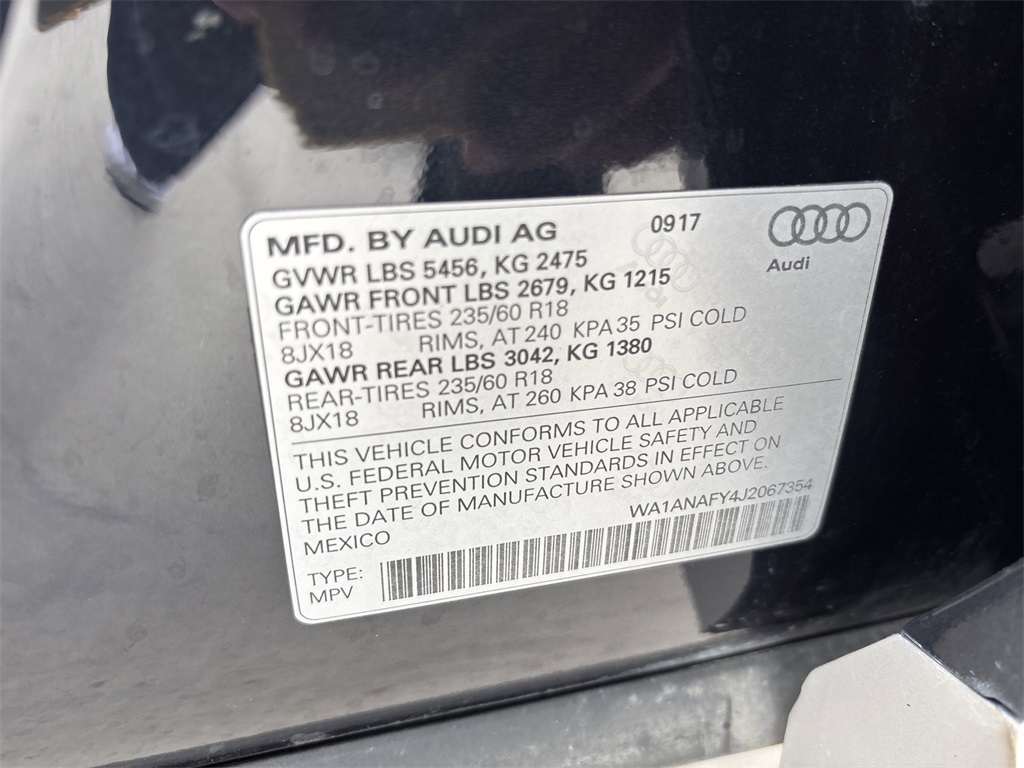 MFD. BY AUDI AG 0917
Audi
GVWR LBS 5456, KG 2475
GAWR FRONT LBS 2679, KG 1215
FRONT-TIRES 235/60 R18
8JX18 RIMS, AT 240 KPA 35 PSI COLD
GAWR REAR LBS 3042, KG 1380
REAR-TIRES 235/60 R18
8JX18 RIMS, AT 260 KPA 38 PSI COLD
THIS VEHICLE CONFORMS TO ALL APPLICABLE
U.S. FEDERAL MOTOR VEHICLE SAFETY AND
THEFT PREVENTION STANDARDS IN EFFECT ON
THE DATE OF MANUFACTURE SHOWN ABOVE.
MEXICO WA1ANAFY4J2067354
TYPE:
MPV